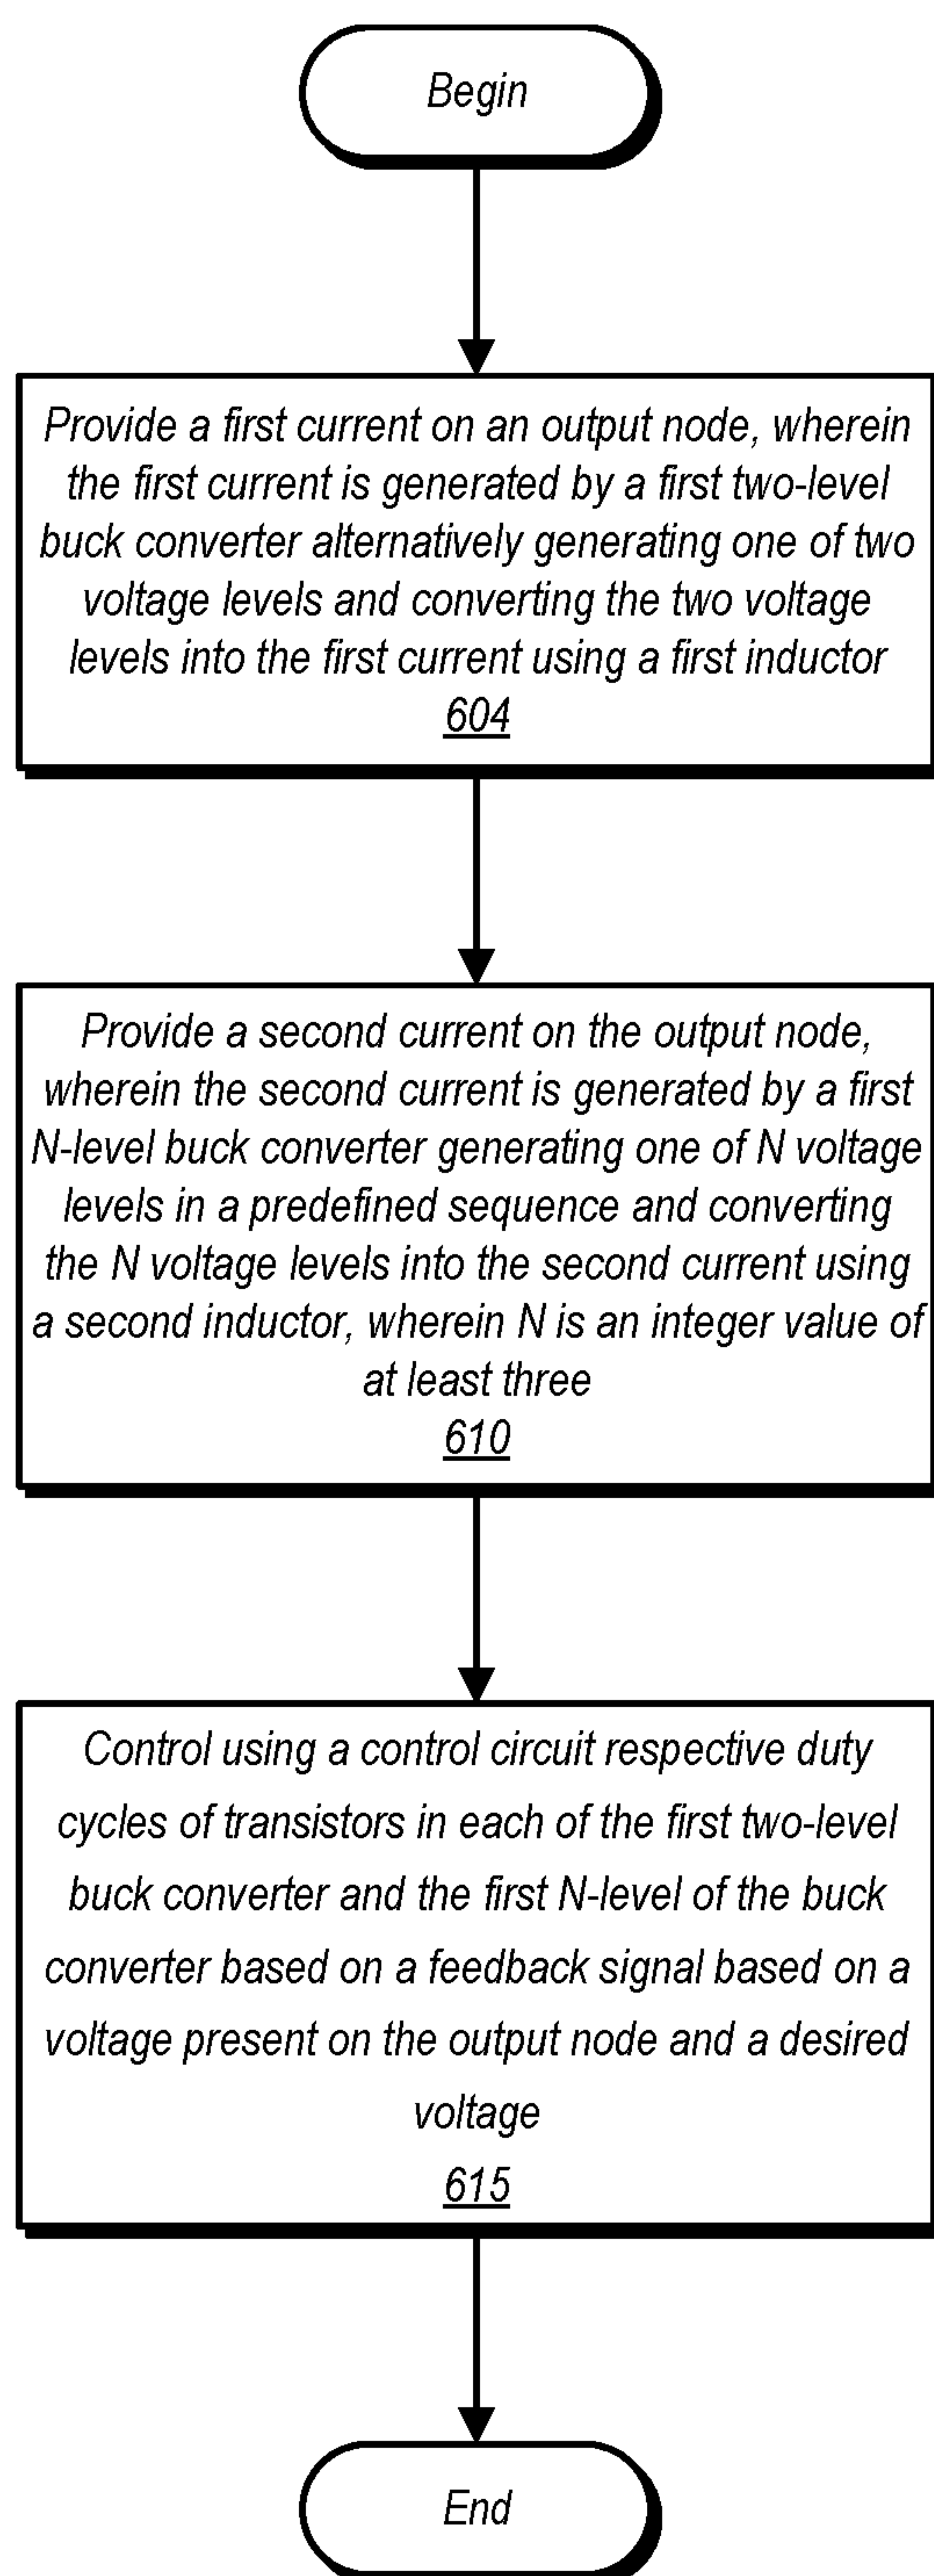 Begin
Provide a first current on an output node, wherein
the first current is generated by a first two-level
buck converter alternatively generating one of two
voltage levels and converting the two voltage
levels into the first current using a first inductor
604
Provide a second current on the output node,
wherein the second current is generated by a first
N-level buck converter generating one of N voltage
levels in a predefined sequence and converting
the N voltage levels into the second current using
a second inductor, wherein N is an integer value of
at least three
610
Control using a control circuit respective duty
cycles of transistors in each of the first two-level
buck converter and the first N-level of the buck
converter based on a feedback signal based on a
voltage present on the output node and a desired
voltage
615
End